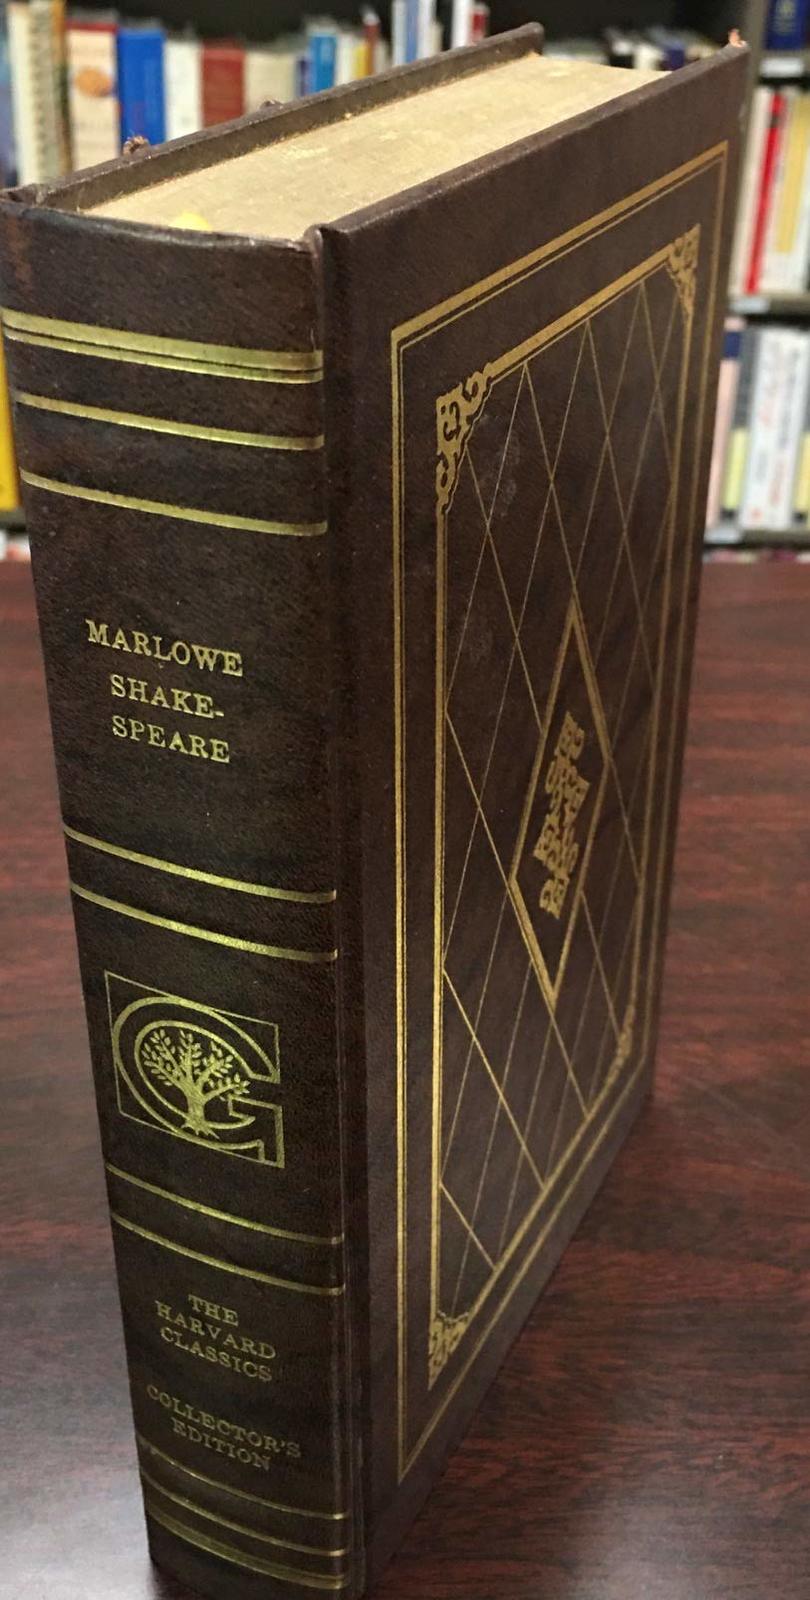 MARLOWE
SHAKE-
SPEARE
G
THE
HARVARD
CLASSICS
COLLECTOR'S
EDITION